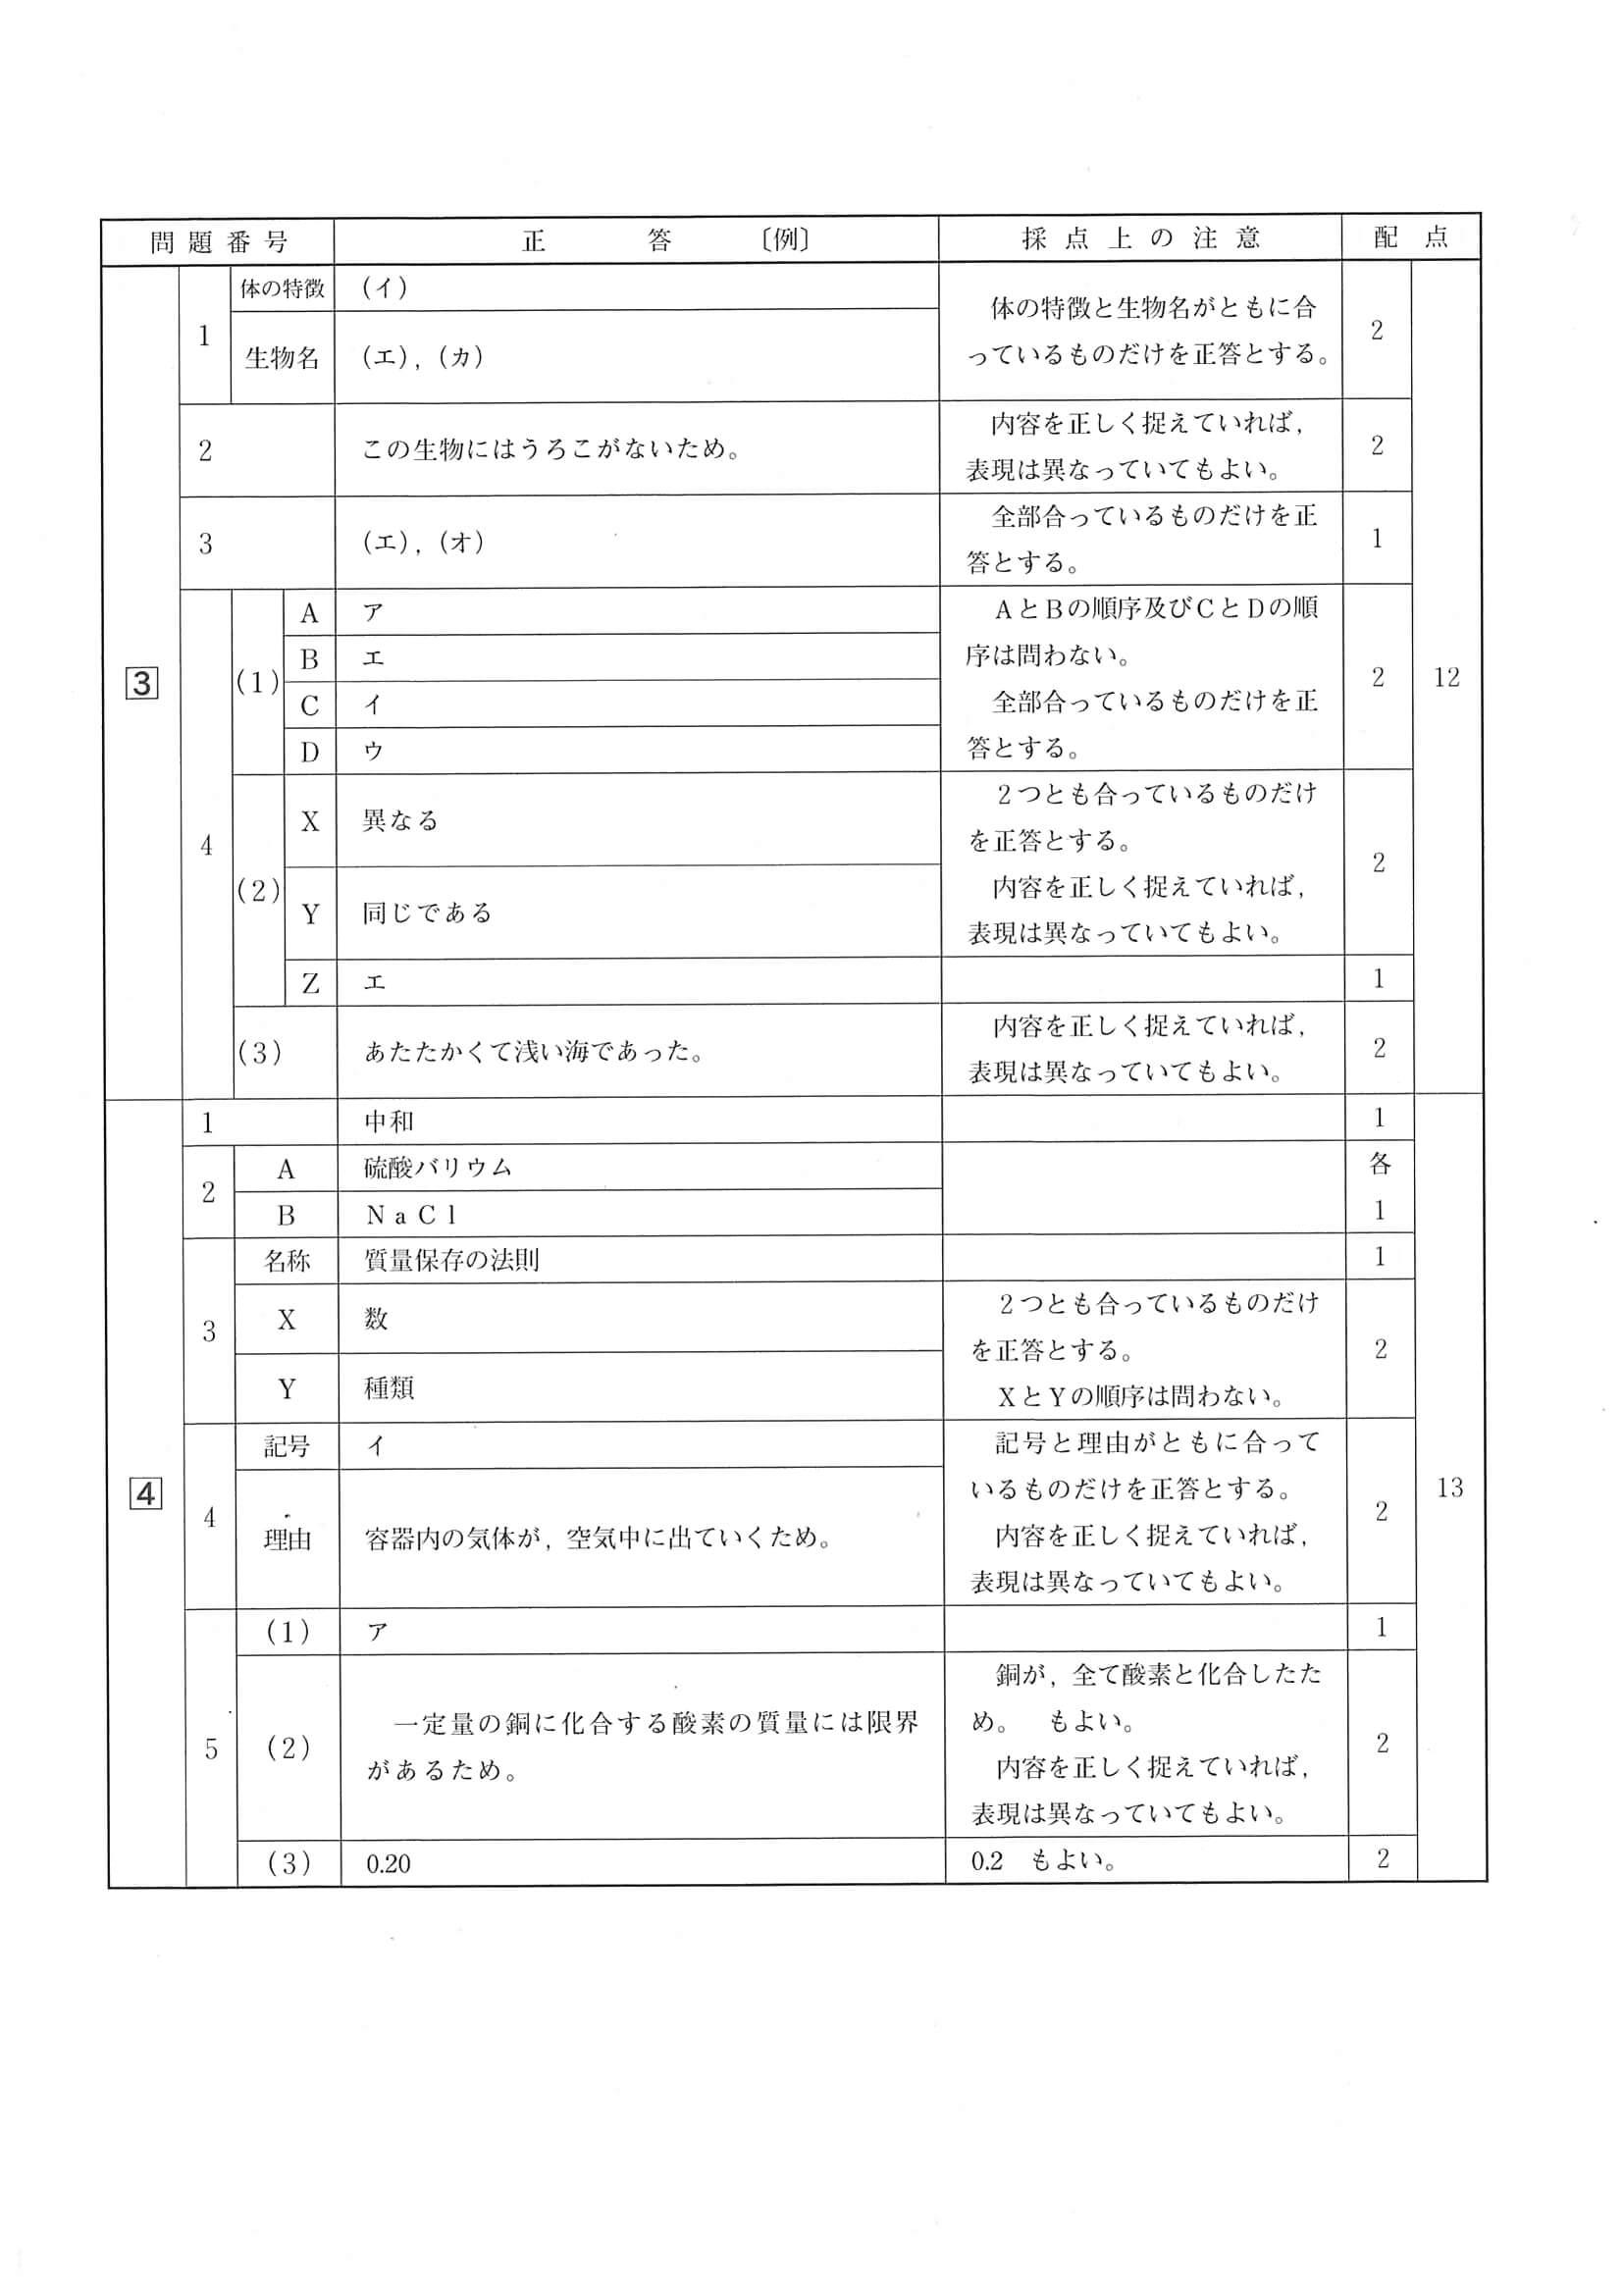 問題番号 正答〔例〕 採点上の注意 配点
3 12
1 体の特徴 (イ)
生物名 (エ),(カ)
体の特徴と生物名がともに合
っているものだけを正答とする。
2
2 この生物にはうろこがないため。
内容を正しく捉えていれば,
表現は異なっていてもよい。
2
3 (エ),(オ)
全部合っているものだけを正
答とする。
1
4 (1)
A ア
B エ
C イ
D ウ
AとBの順序及びCとDの順
序は問わない。
全部合っているものだけを正
答とする。
2
(2)
X 異なる
Y 同じである
2つとも合っているものだけ
を正答とする。
内容を正しく捉えていれば,
表現は異なっていてもよい。
2
Z エ 1
(3) あたたかくて浅い海であった。
内容を正しく捉えていれば,
表現は異なっていてもよい。
2
4 13
1 中和 1
2 A 硫酸バリウム 各
B NaCl 1
3 名称 質量保存の法則 1
X 数
Y 種類
2つとも合っているものだけ
を正答とする。
XとYの順序は問わない。
2
4 記号 イ
理由 容器内の気体が,空気中に出ていくため。
記号と理由がともに合って
いるものだけを正答とする。
内容を正しく捉えていれば,
表現は異なっていてもよい。
2
5 (1) ア 1
(2) 一定量の銅に化合する酸素の質量には限界
があるため。
銅が,全て酸素と化合したた
め。 もよい。
内容を正しく捉えていれば,
表現は異なっていてもよい。
2
(3) 0.20 0.2 もよい。 2